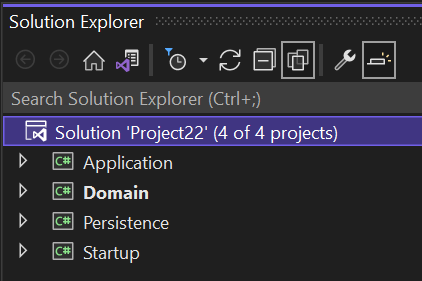 Solution Explorer
Search Solution Explorer (Ctrl+;)
Solution 'Project22' (4 of 4 projects)
C# Application
C# Domain
C# Persistence
C# Startup